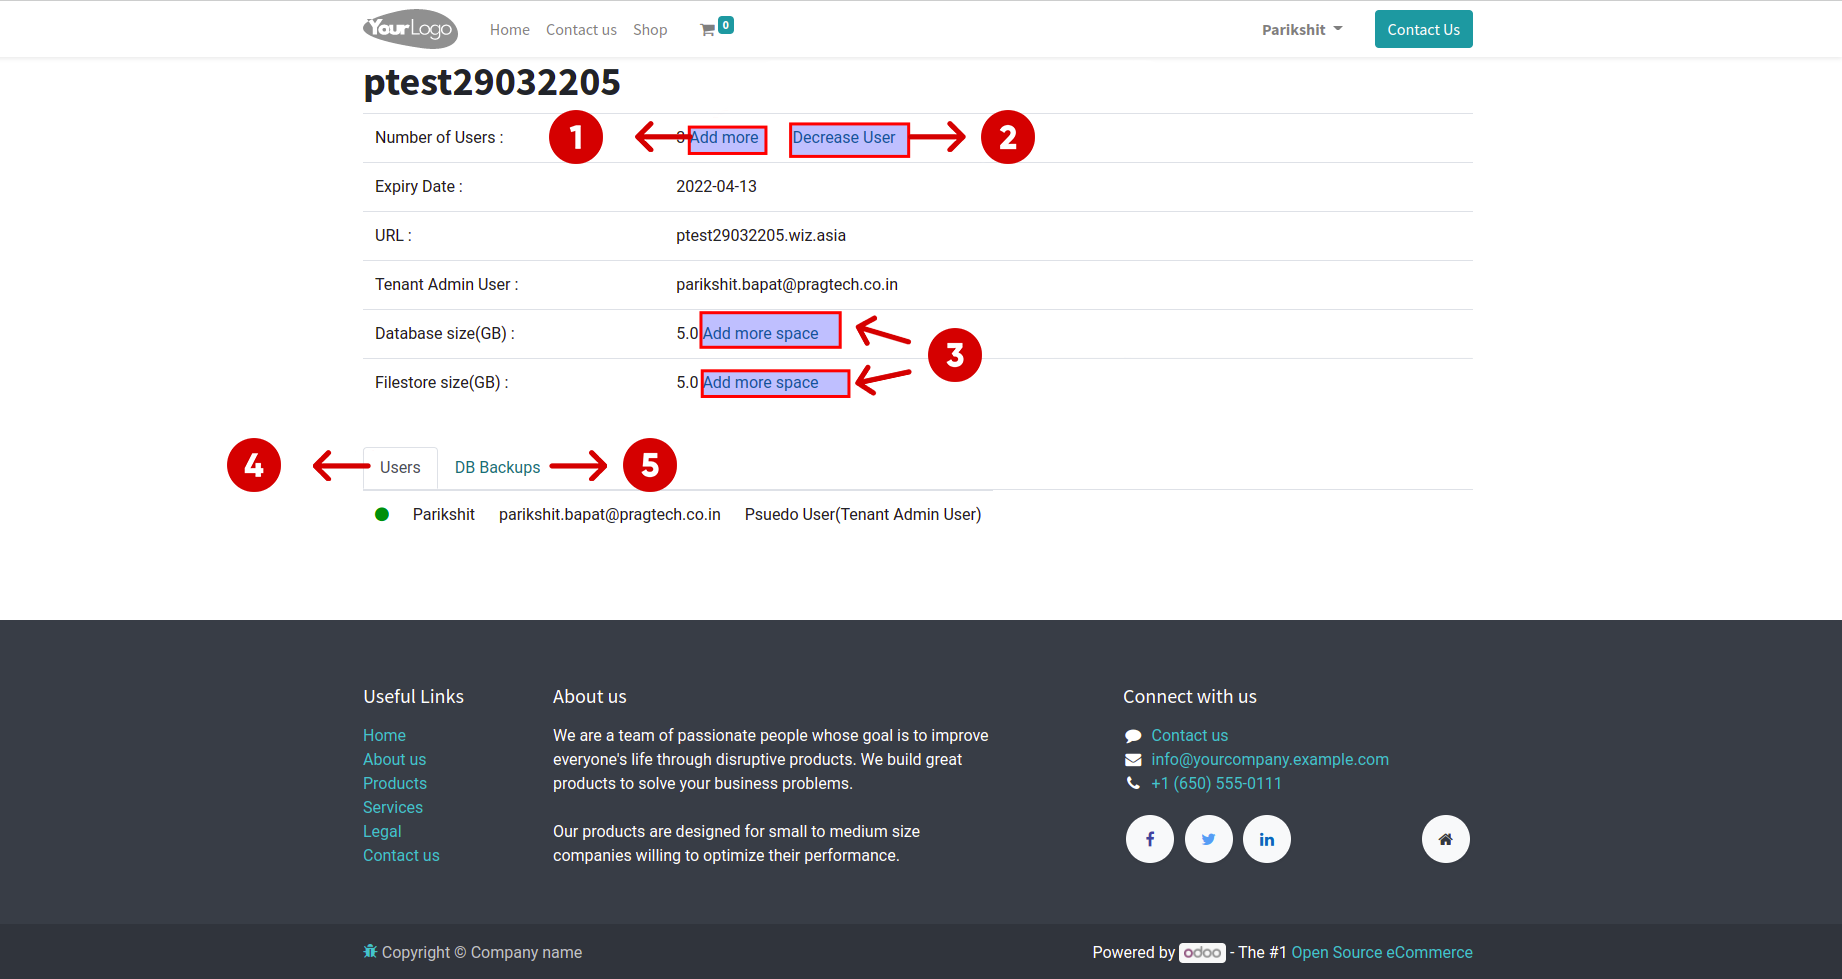 YourLogo Home Contact us Shop 0 Parikshit Contact Us
ptest29032205
Number of Users : 1 3 Add more Decrease User 2
Expiry Date : 2022-04-13
URL : ptest29032205.wiz.asia
Tenant Admin User : parikshit.bapat@pragtech.co.in
Database size(GB) : 5.0 Add more space
3
Filestore size(GB) : 5.0 Add more space
4 Users DB Backups 5
Parikshit parikshit.bapat@pragtech.co.in Psuedo User(Tenant Admin User)
Useful Links
Home
About us
Products
Services
Legal
Contact us
About us
We are a team of passionate people whose goal is to improve
everyone's life through disruptive products. We build great
products to solve your business problems.
Our products are designed for small to medium size
companies willing to optimize their performance.
Connect with us
Contact us
info@yourcompany.example.com
+1 (650) 555-0111
Copyright © Company name
Powered by odoo - The #1 Open Source eCommerce